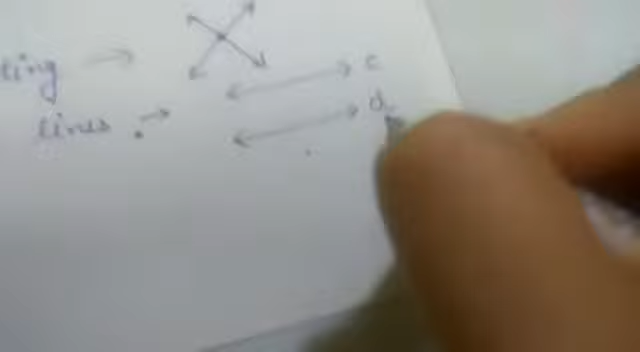 ting →
c
lines →
d